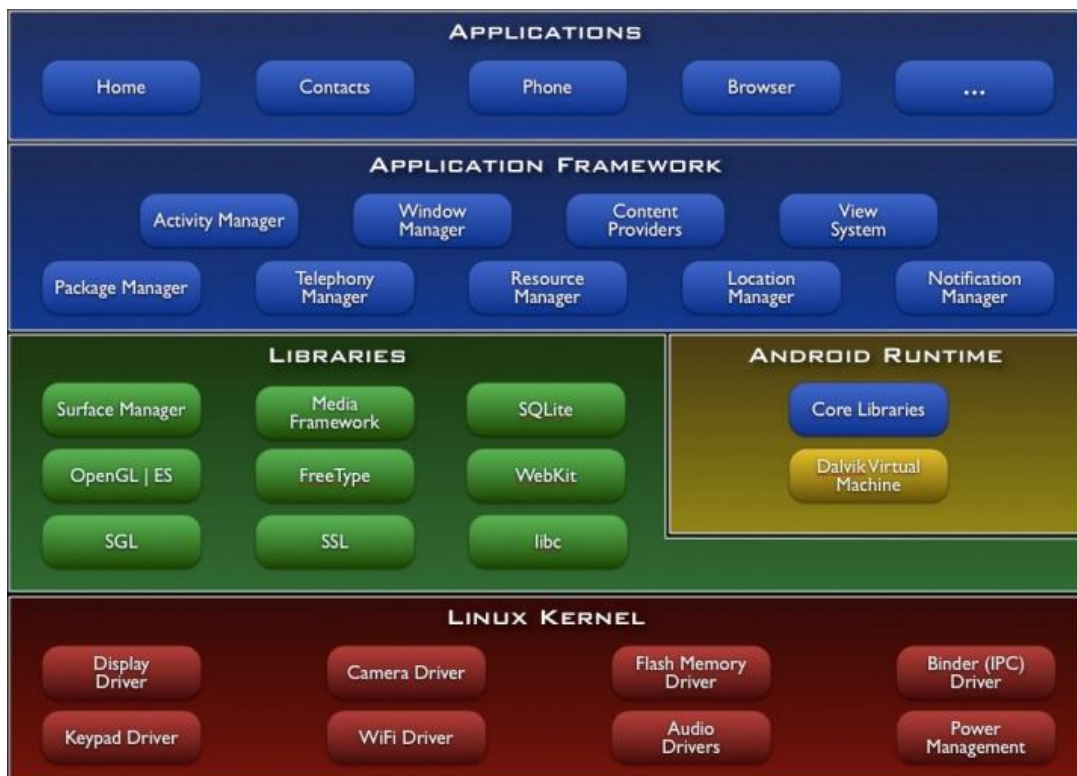 APPLICATIONS
Home
Contacts
Phone
Browser
...
APPLICATION FRAMEWORK
Activity Manager
Window
Manager
Content
Providers
View
System
Package Manager
Telephony
Manager
Resource
Manager
Location
Manager
Notification
Manager
LIBRARIES
Surface Manager
Media
Framework
SQLite
OpenGL | ES
FreeType
WebKit
SGL
SSL
libc
ANDROID RUNTIME
Core Libraries
Dalvik Virtual
Machine
LINUX KERNEL
Display
Driver
Camera Driver
Flash Memory
Driver
Binder (IPC)
Driver
Keypad Driver
WiFi Driver
Audio
Drivers
Power
Management